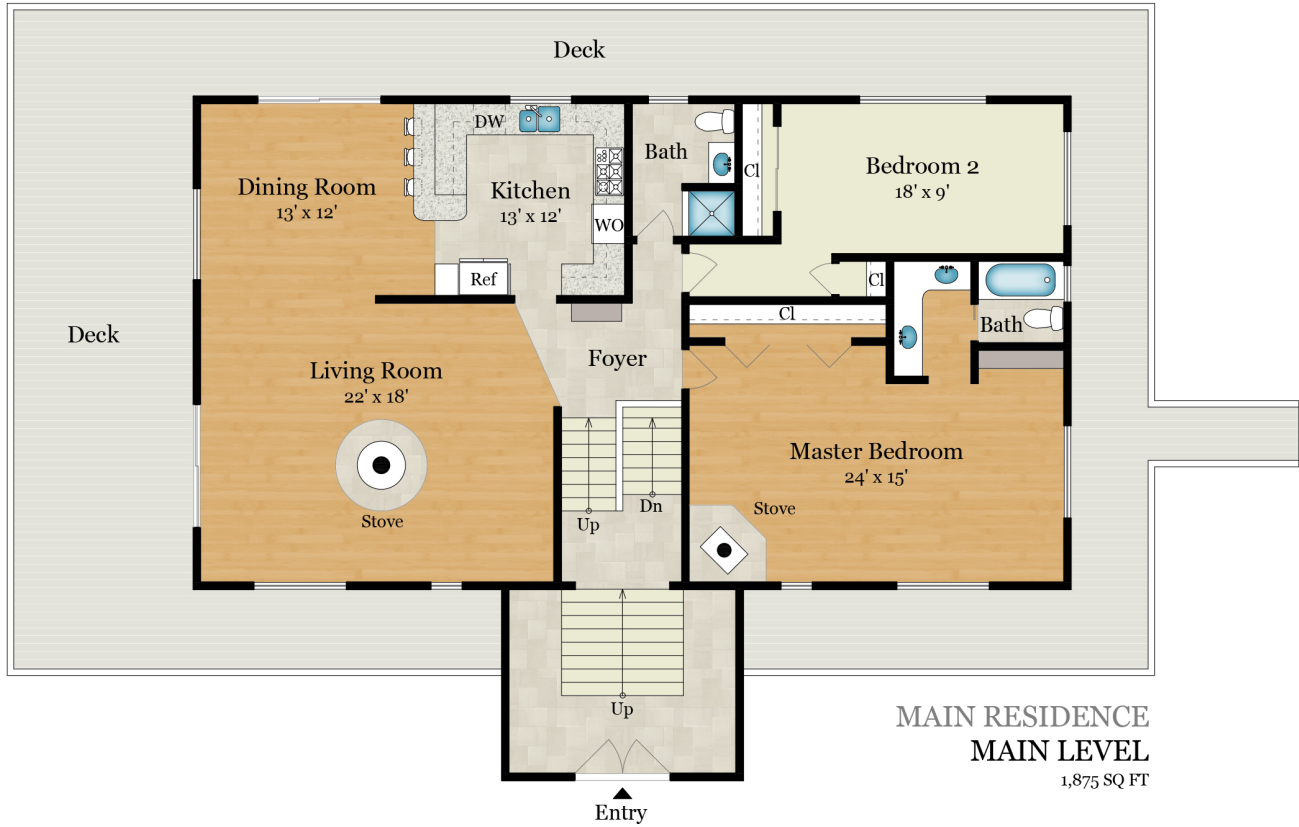 Deck
DW
Bath
Cl
Bedroom 2
18' x 9'
Dining Room
13' x 12'
Kitchen
13' x 12'
WO
Ref
Cl
Cl
Deck
Bath
Foyer
Living Room
22' x 18'
Master Bedroom
24' x 15'
Stove
Up
Dn
Stove
Up
MAIN RESIDENCE
MAIN LEVEL
1,875 SQ FT
Entry